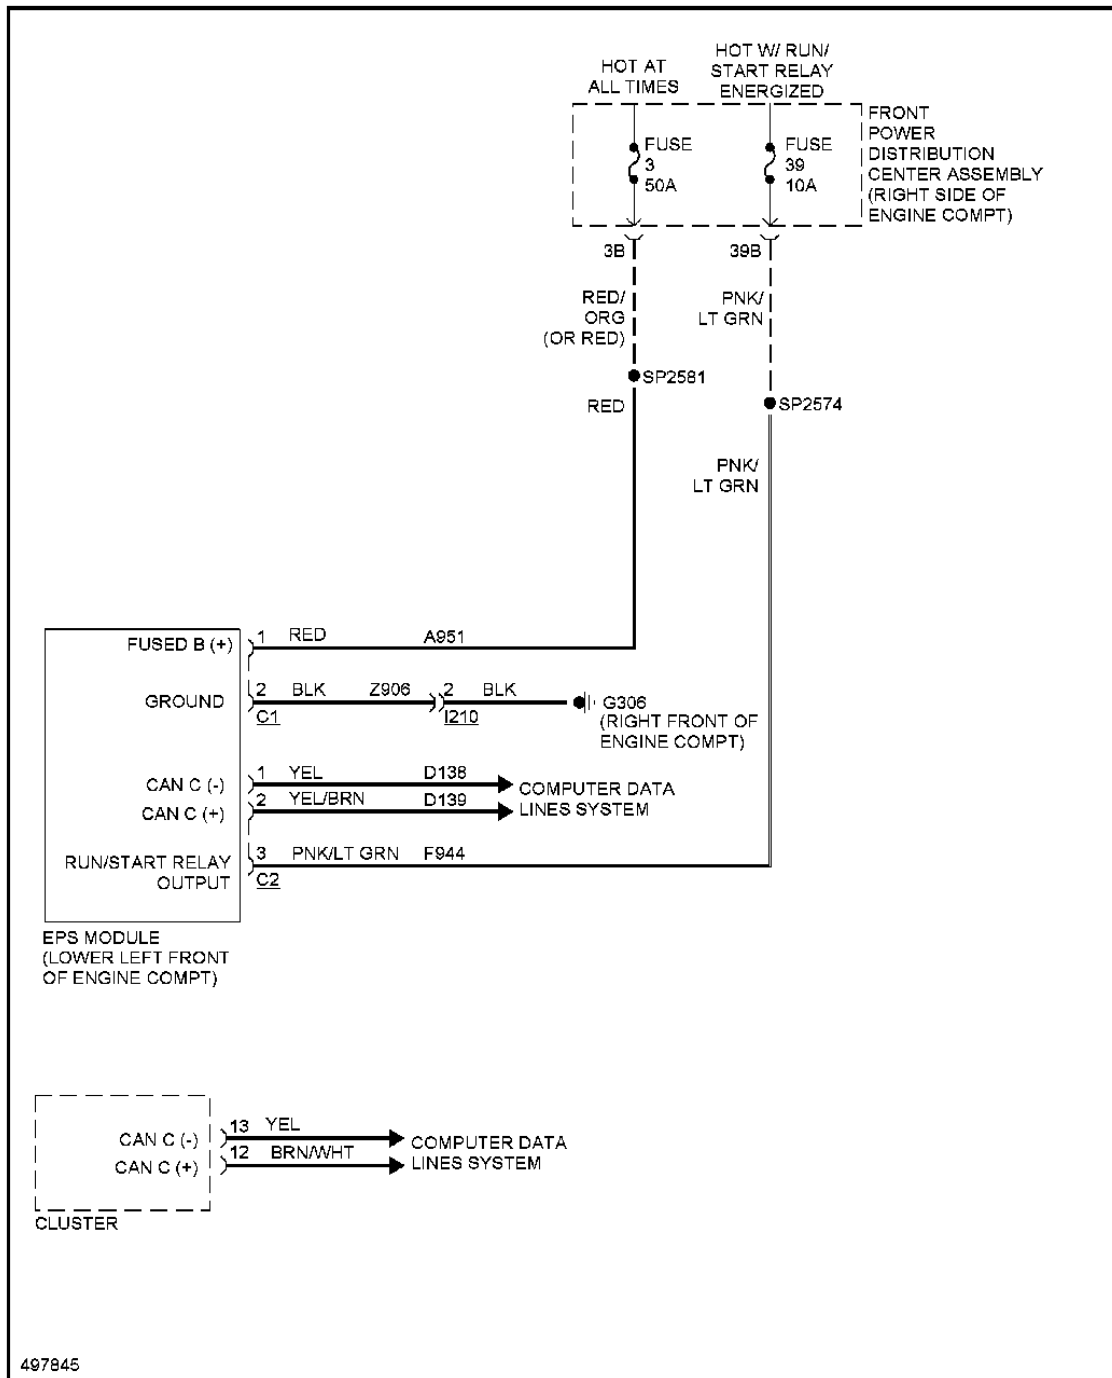 HOT AT
ALL TIMES
HOT W/ RUN/
START RELAY
ENERGIZED
FUSE
3
50A
FUSE
39
10A
FRONT
POWER
DISTRIBUTION
CENTER ASSEMBLY
(RIGHT SIDE OF
ENGINE COMPT)
3B
39B
RED/
ORG
(OR RED)
PNK/
LT GRN
SP2581
RED
SP2574
PNK/
LT GRN
FUSED B (+)
1 RED A951
GROUND
2 BLK Z906
C1
2 BLK
I210
G306
(RIGHT FRONT OF
ENGINE COMPT)
CAN C (-)
1 YEL D138
CAN C (+)
2 YEL/BRN D139
COMPUTER DATA
LINES SYSTEM
RUN/START RELAY
OUTPUT
3 PNK/LT GRN F944
C2
EPS MODULE
(LOWER LEFT FRONT
OF ENGINE COMPT)
CAN C (-)
13 YEL
CAN C (+)
12 BRN/WHT
COMPUTER DATA
LINES SYSTEM
CLUSTER
497845